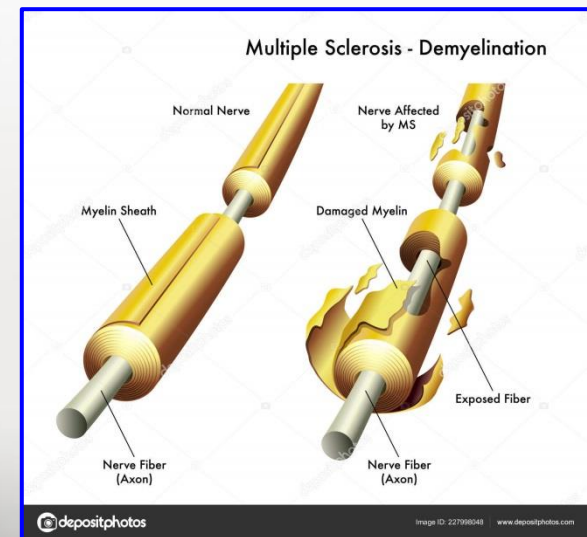 Multiple Sclerosis - Demyelination
Normal Nerve
Nerve Affected
by MS
Myelin Sheath
Damaged Myelin
Exposed Fiber
Nerve Fiber
(Axon)
Nerve Fiber
(Axon)
depositphotos
Image ID: 227998048 www.depositphotos.com